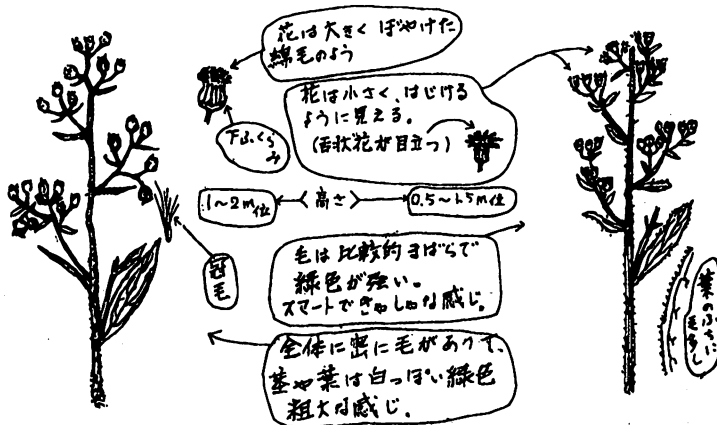 花は大きく ぼやけた
綿毛のよう
下ぶくらみ
花は小さく、はじける
ように見える。
(舌状花が目立つ)
1~2m位
〈高さ〉
0.5~1.5m位
冠毛
毛は比較的まばらで
緑色が強い。
スマートできゃしゃな感じ。
全体に密に毛があって、
茎や葉は白っぽい緑色
粗大な感じ。
葉のふちに
毛多し